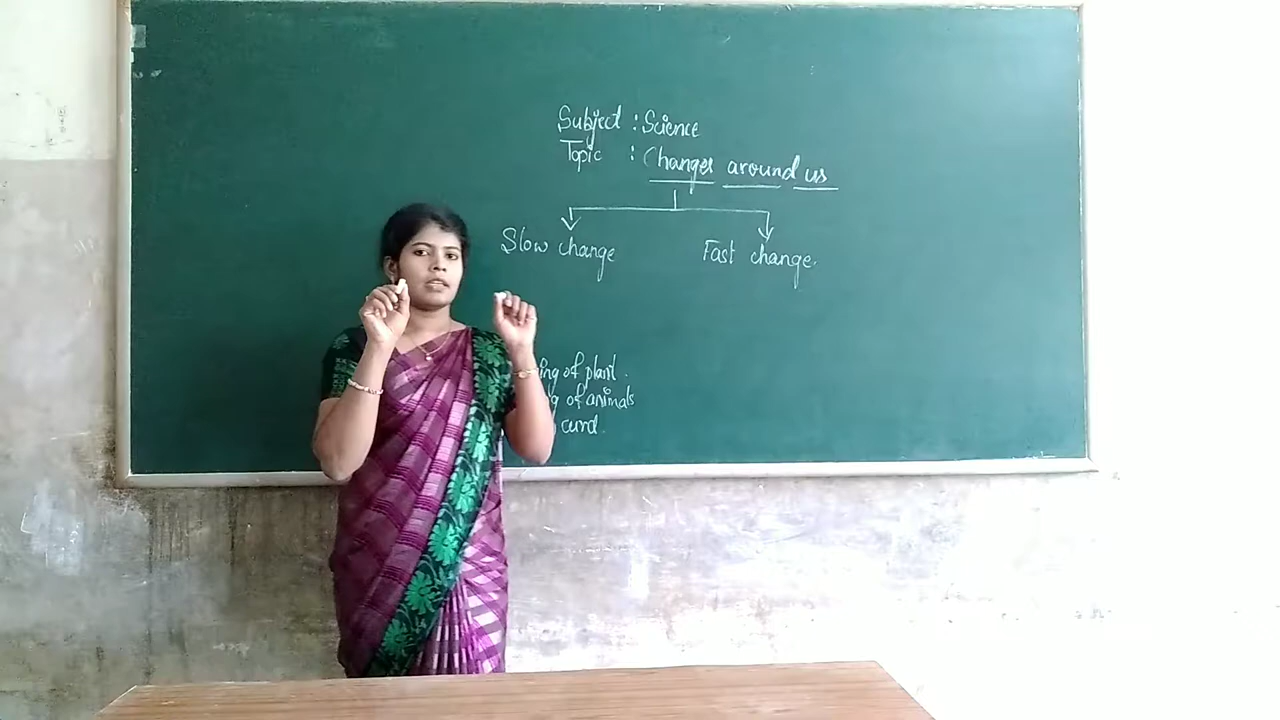 Subject : Science
Topic : Changes around us
Slow change
Fast change.
of plant.
of animals
curd.